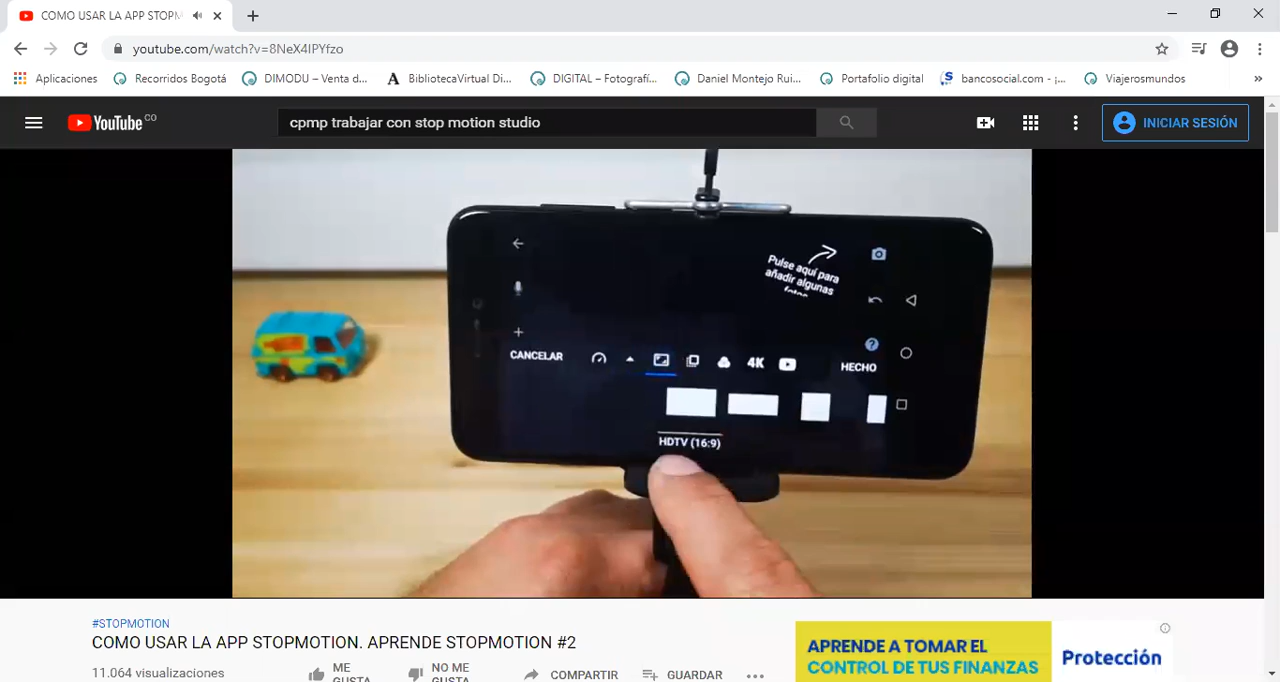 COMO USAR LA APP STOPM
youtube.com/watch?v=8NeX4IPYfzo
Aplicaciones
Recorridos Bogotá
DIMODU – Venta d...
BibliotecaVirtual Di...
DIGITAL – Fotografí...
Daniel Montejo Rui...
Portafolio digital
bancosocial.com - ¡...
Viajerosmundos
YouTube CO
cpmp trabajar con stop motion studio
INICIAR SESIÓN
Pulse aquí para
añadir algunas
fotos
CANCELAR
4K
HECHO
HDTV (16:9)
#STOPMOTION
COMO USAR LA APP STOPMOTION. APRENDE STOPMOTION #2
11.064 visualizaciones
ME
GUSTA
NO ME
GUSTA
COMPARTIR
GUARDAR
APRENDE A TOMAR EL
CONTROL DE TUS FINANZAS
Protección